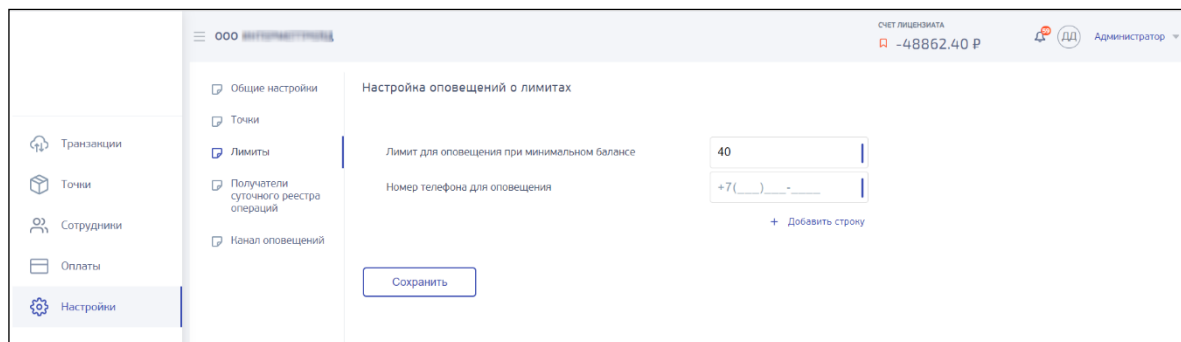 СЧЕТ ЛИЦЕНЗИАТА
ООО
-48862.40 ₽
59
ДД
Администратор
Транзакции
Точки
Сотрудники
Оплаты
Настройки
Общие настройки
Точки
Лимиты
Получатели
суточного реестра
операций
Канал оповещений
Настройка оповещений о лимитах
Лимит для оповещения при минимальном балансе
40
Номер телефона для оповещения
+7(___)___-____
+ Добавить строку
Сохранить